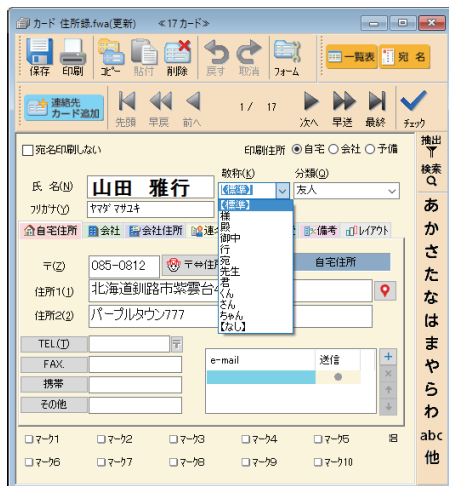 カード 住所録.fwa(更新) ≪17カード≫
保存 印刷 コピー 貼付 削除 戻す 取消 フォーム 一覧表 宛 名
連絡先
カード追加
先頭 早戻 前へ 1 / 17 次へ 早送 最終 チェック
抽出
検索
宛名印刷しない 印刷住所 自宅 会社 予備
敬称(K) 分類(Q)
氏 名(N) 山田 雅行 【標準】 友人
フリガナ(Y) ヤマダ マサユキ
【標準】
様
殿
御中
行
宛
先生
君
くん
さん
ちゃん
【なし】
自宅住所 会社 会社住所 備考 レイアウト
〒(Z) 085-0812 自宅住所
住所1(1) 北海道釧路市紫雲台
住所2(2) パープルタウン777
TEL(T)
FAX.
携帯
その他
e-mail 送信
マーク1 マーク2 マーク3 マーク4 マーク5
マーク6 マーク7 マーク8 マーク9 マーク10
あ
か
さ
た
な
は
ま
や
ら
わ
abc
他